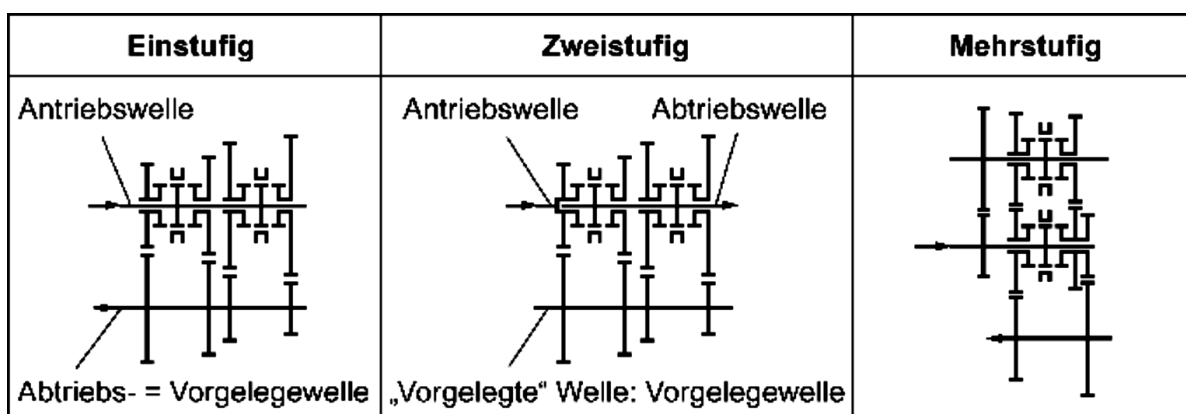 Einstufig
Zweistufig
Mehrstufig
Antriebswelle
Abtriebs- = Vorgelegewelle
Antriebswelle
Abtriebswelle
„Vorgelegte“ Welle: Vorgelegewelle